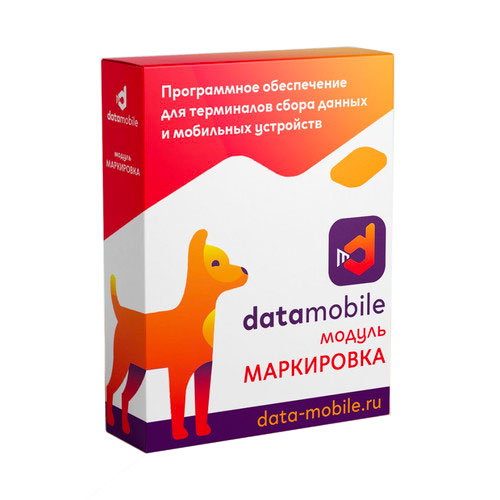 datamobile
модуль
МАРКИРОВКА
Программное обеспечение
для терминалов сбора данных
и мобильных устройств
м
datamobile
модуль
МАРКИРОВКА
data-mobile.ru